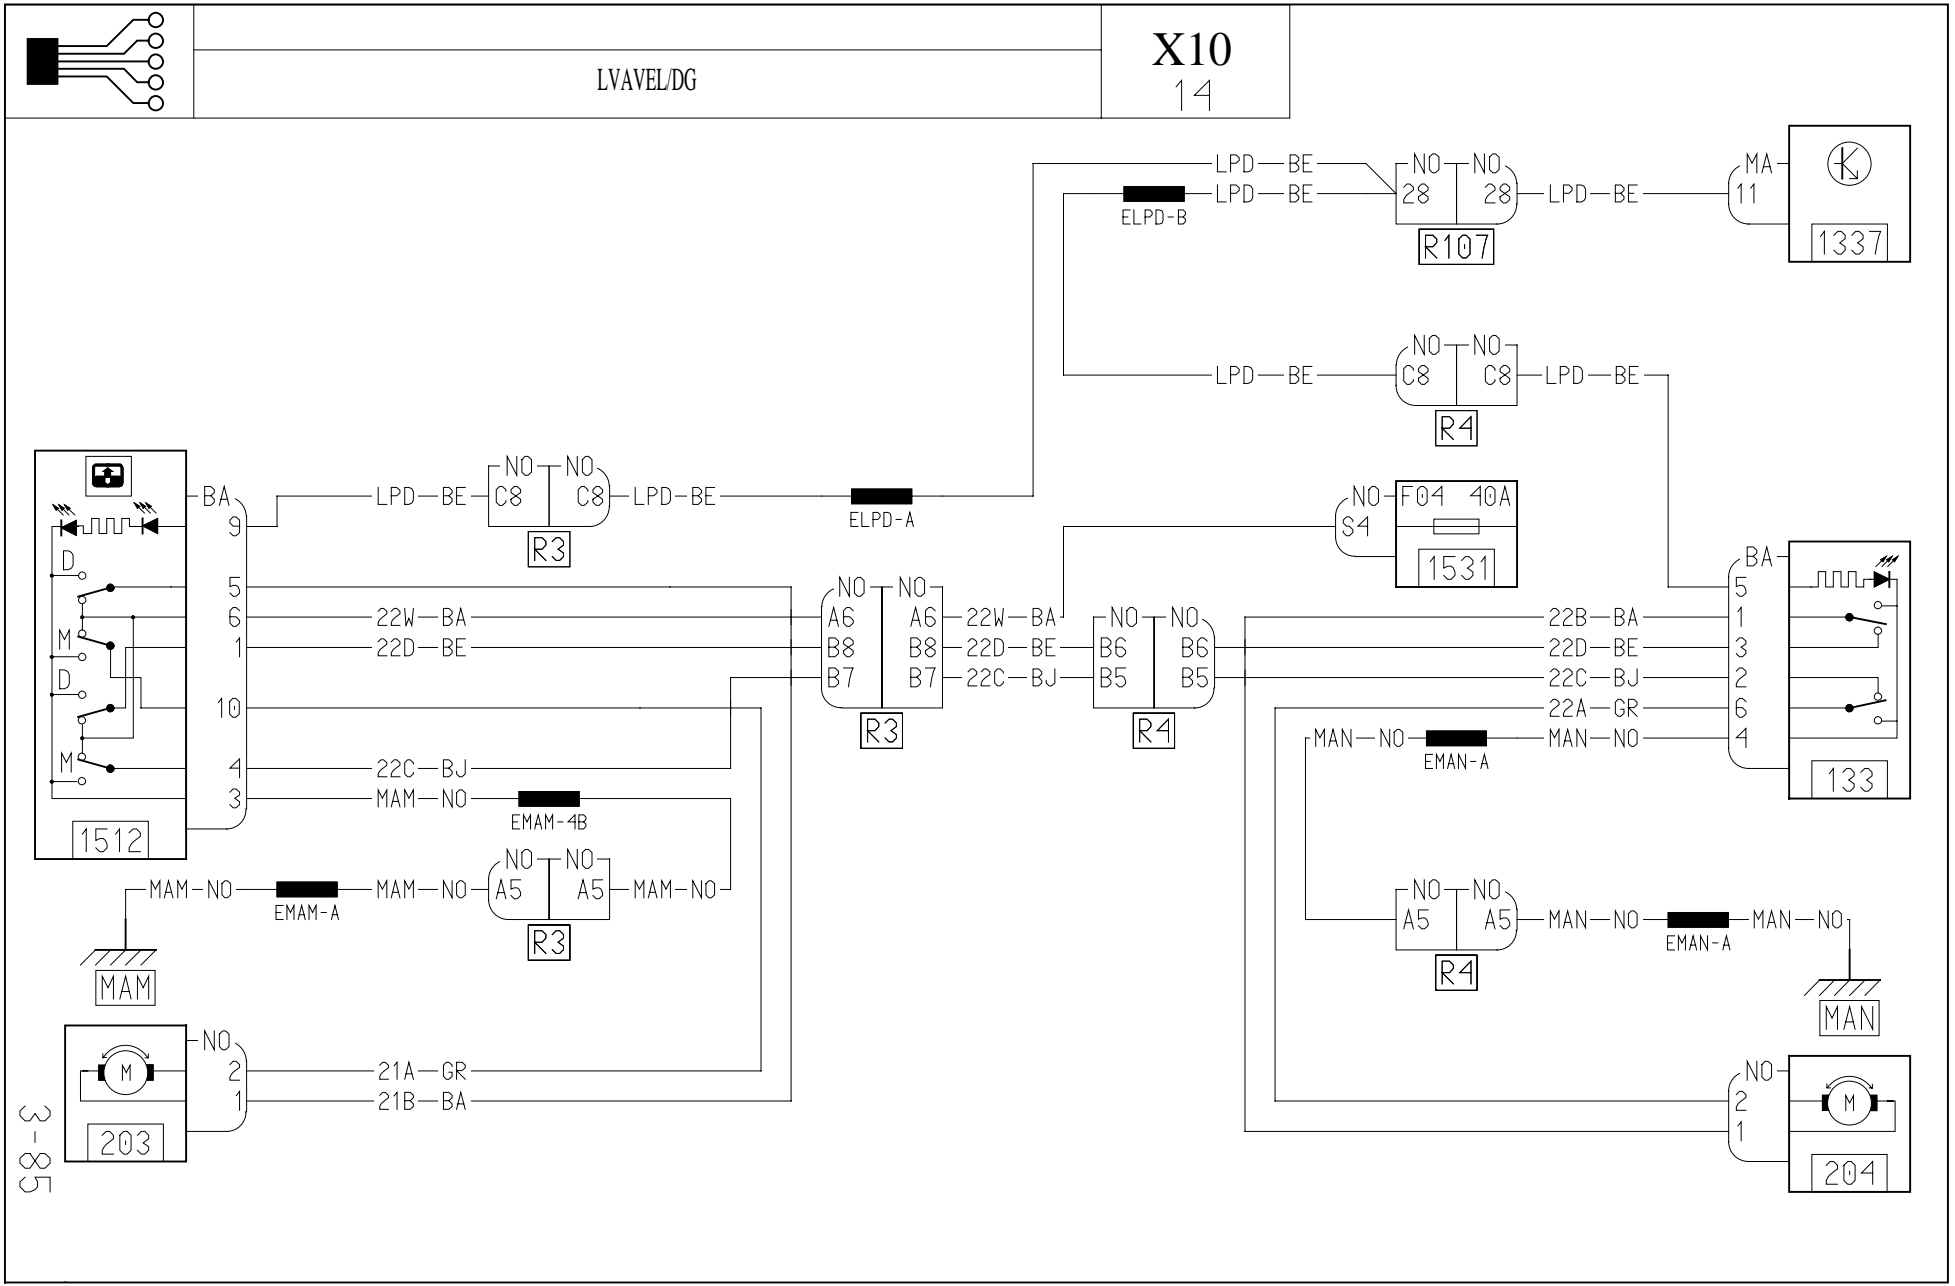 X10
LVAVEL/DG
14
LPD BE NO NO MA
LPD BE 28 28 LPD BE 11
ELPD-B
R107 1337
NO NO
LPD BE C8 C8 LPD BE
R4
NO NO
BA LPD BE C8 C8 LPD BE NO F04 40A
9 ELPD-A S4
R3 1531
D BA
5 NO NO 5
6 22W BA A6 A6 22W BA NO NO 22B BA 1
M 1 22D BE B8 B8 22D BE B6 B6 22D BE 3
D B7 B7 22C BJ B5 B5 22C BJ 2
10 22A GR 6
R3 R4
MAN NO MAN NO 4
EMAN-A
M 4 22C BJ
133
3 MAM NO
EMAM-4B
1512
NO NO
MAM NO MAM NO A5 A5 MAM NO NO NO
EMAM-A A5 A5 MAN NO MAN NO
R3 EMAN-A
R4
MAM
MAN
NO
M 2 21A GR NO
1 21B BA 2 M
1
203
204
3-85